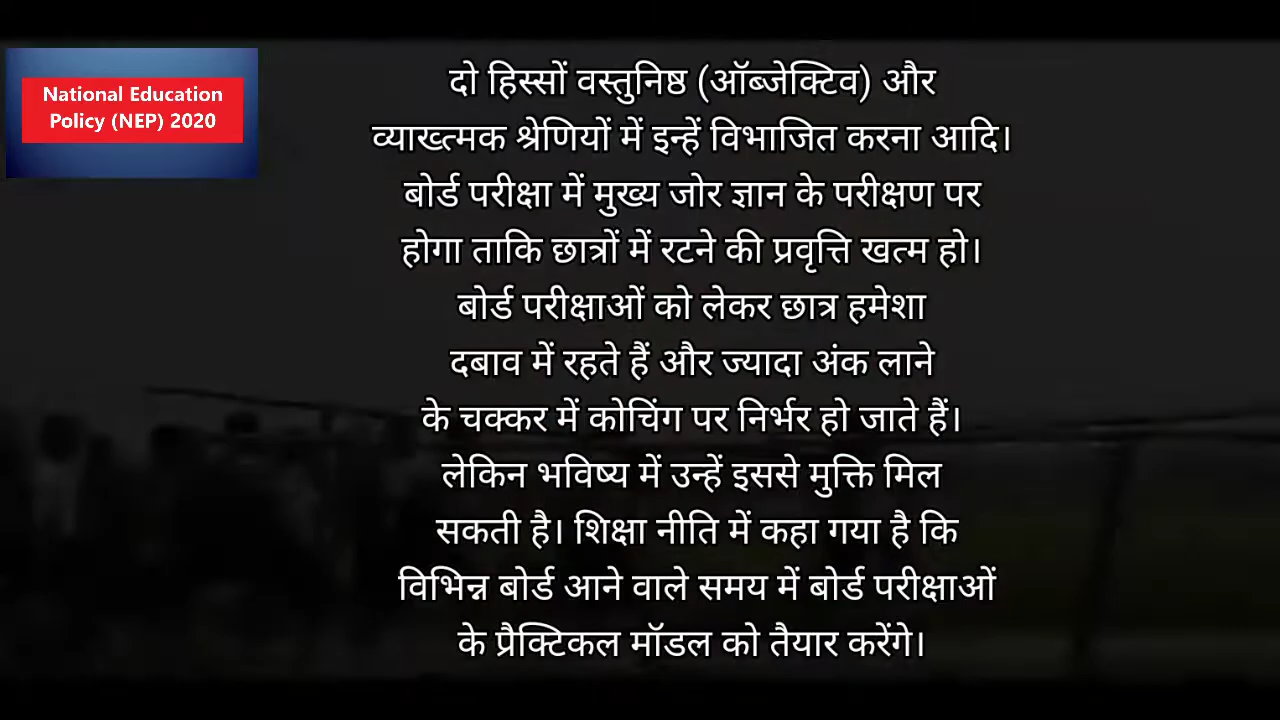 National Education
Policy (NEP) 2020
दो हिस्सों वस्तुनिष्ठ (ऑब्जेक्टिव) और
व्याख्त्मक श्रेणियों में इन्हें विभाजित करना आदि।
बोर्ड परीक्षा में मुख्य जोर ज्ञान के परीक्षण पर
होगा ताकि छात्रों में रटने की प्रवृत्ति खत्म हो।
बोर्ड परीक्षाओं को लेकर छात्र हमेशा
दबाव में रहते हैं और ज्यादा अंक लाने
के चक्कर में कोचिंग पर निर्भर हो जाते हैं।
लेकिन भविष्य में उन्हें इससे मुक्ति मिल
सकती है। शिक्षा नीति में कहा गया है कि
विभिन्न बोर्ड आने वाले समय में बोर्ड परीक्षाओं
के प्रैक्टिकल मॉडल को तैयार करेंगे।